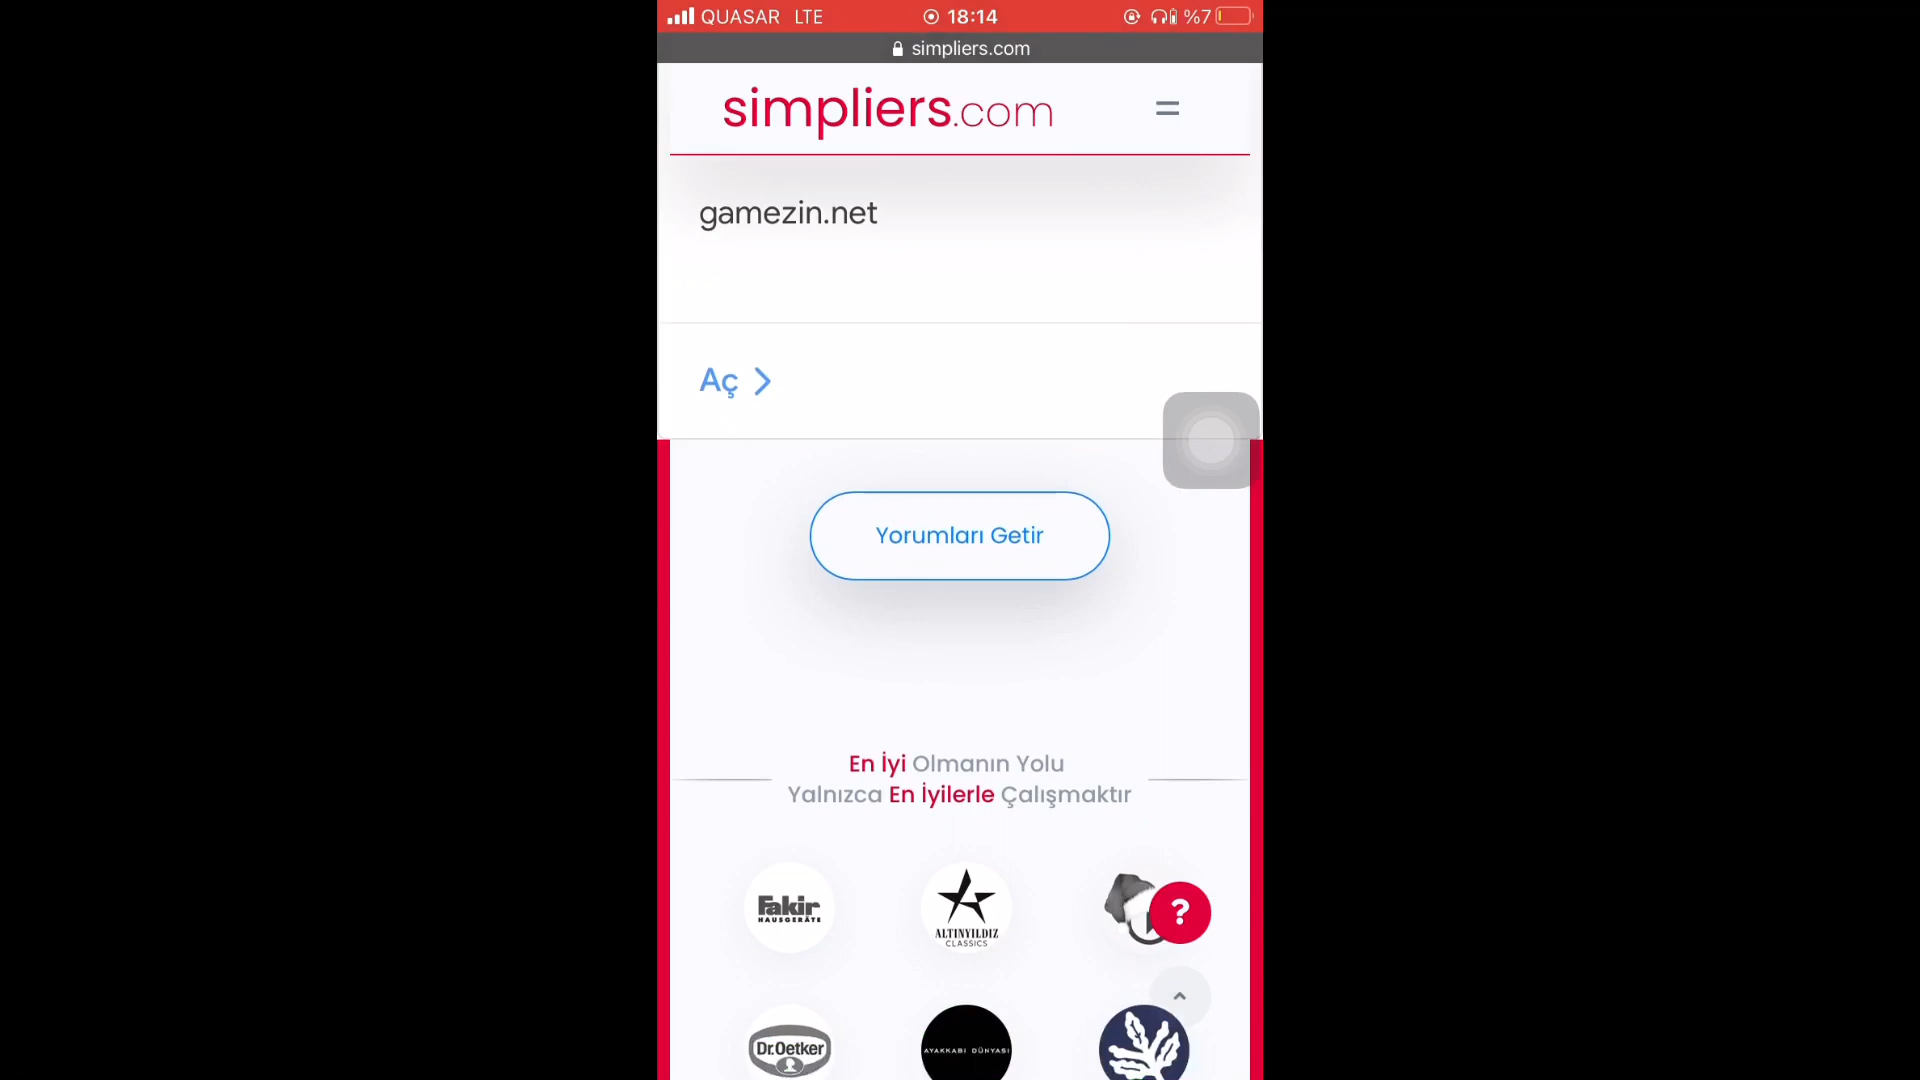 QUASAR LTE 18:14 %7
simpliers.com
simpliers.com
gamezin.net
Aç
Yorumları Getir
En İyi Olmanın Yolu
Yalnızca En İyilerle Çalışmaktır
Fakir
HAUSGERÄTE
ALTINYILDIZ
CLASSICS
?
Dr.Oetker
AYAKKABI DÜNYASI